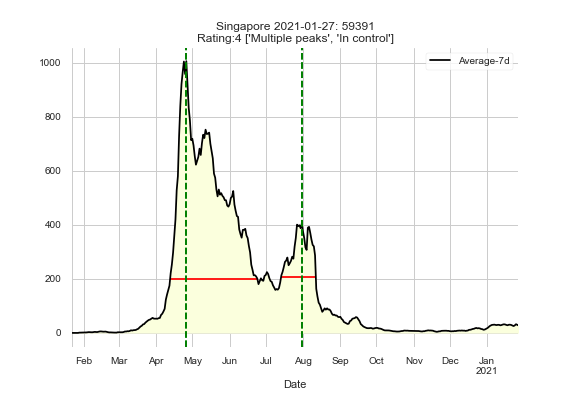 Singapore 2021-01-27: 59391
Rating:4 ['Multiple peaks', 'In control']
Average-7d
1000
800
600
400
200
0
Feb Mar Apr May Jun Jul Aug Sep Oct Nov Dec Jan
2021
Date